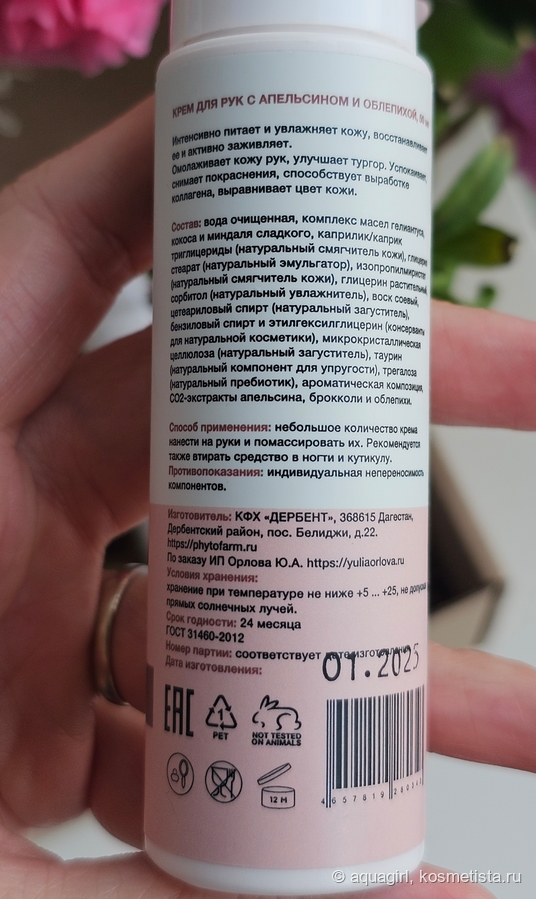 КРЕМ ДЛЯ РУК С АПЕЛЬСИНОМ И ОБЛЕПИХОЙ,
Интенсивно питает и увлажняет кожу,
ее и активно заживляет.
Омолаживает кожу рук, улучшает тургор.
снимает покраснения, способствует выработке
коллагена, выравнивает цвет кожи.
Состав: вода очищенная, комплекс масел
кокоса и миндаля сладкого, каприлик/каприк
триглицериды (натуральный смягчитель кожи),
стеарат (натуральный эмульгатор),
(натуральный смягчитель кожи), глицерин
сорбитол (натуральный увлажнитель), воск соевый,
цетеариловый спирт (натуральный загуститель),
бензиловый спирт и этилгексилглицерин
для натуральной косметики), микрокристаллическая
целлюлоза (натуральный загуститель), таурин
(натуральный компонент для упругости), трегалоза
(натуральный пребиотик), ароматическая композиция,
СО2-экстракты апельсина, брокколи и облепихи.
Способ применения: небольшое количество крема
нанести на руки и помассировать их. Рекомендуется
также втирать средство в ногти и кутикулу.
Противопоказания: индивидуальная непереносимость
компонентов.
Изготовитель: КФХ «ДЕРБЕНТ», 368615 Дагестан,
Дербентский район, пос. Белиджи, д.22.
https://phytofarm.ru
По заказу ИП Орлова Ю.А. https://yuliaorlova.ru
Условия хранения:
хранение при температуре не ниже +5 ... +25, не
прямых солнечных лучей.
Срок годности: 24 месяца
ГОСТ 31460-2012
Номер партии: соответствует дате изготовления
Дата изготовления:
01.2025
EAC
1
PET
NOT TESTED
ON ANIMALS
12 M
4 657819
© aquagirl, kosmetista.ru